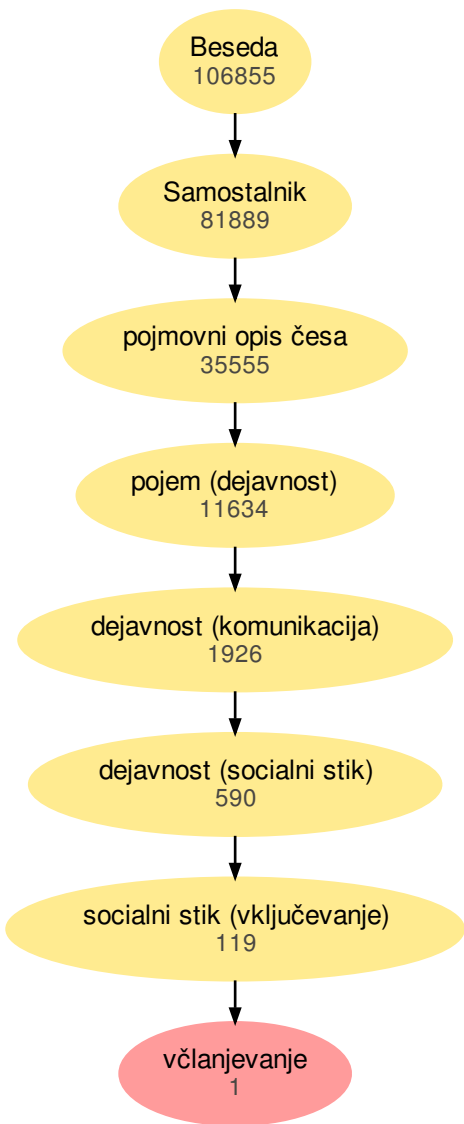 Beseda
106855
Samostalnik
81889
pojmovni opis česa
35555
pojem (dejavnost)
11634
dejavnost (komunikacija)
1926
dejavnost (socialni stik)
590
socialni stik (vključevanje)
119
včlanjevanje
1